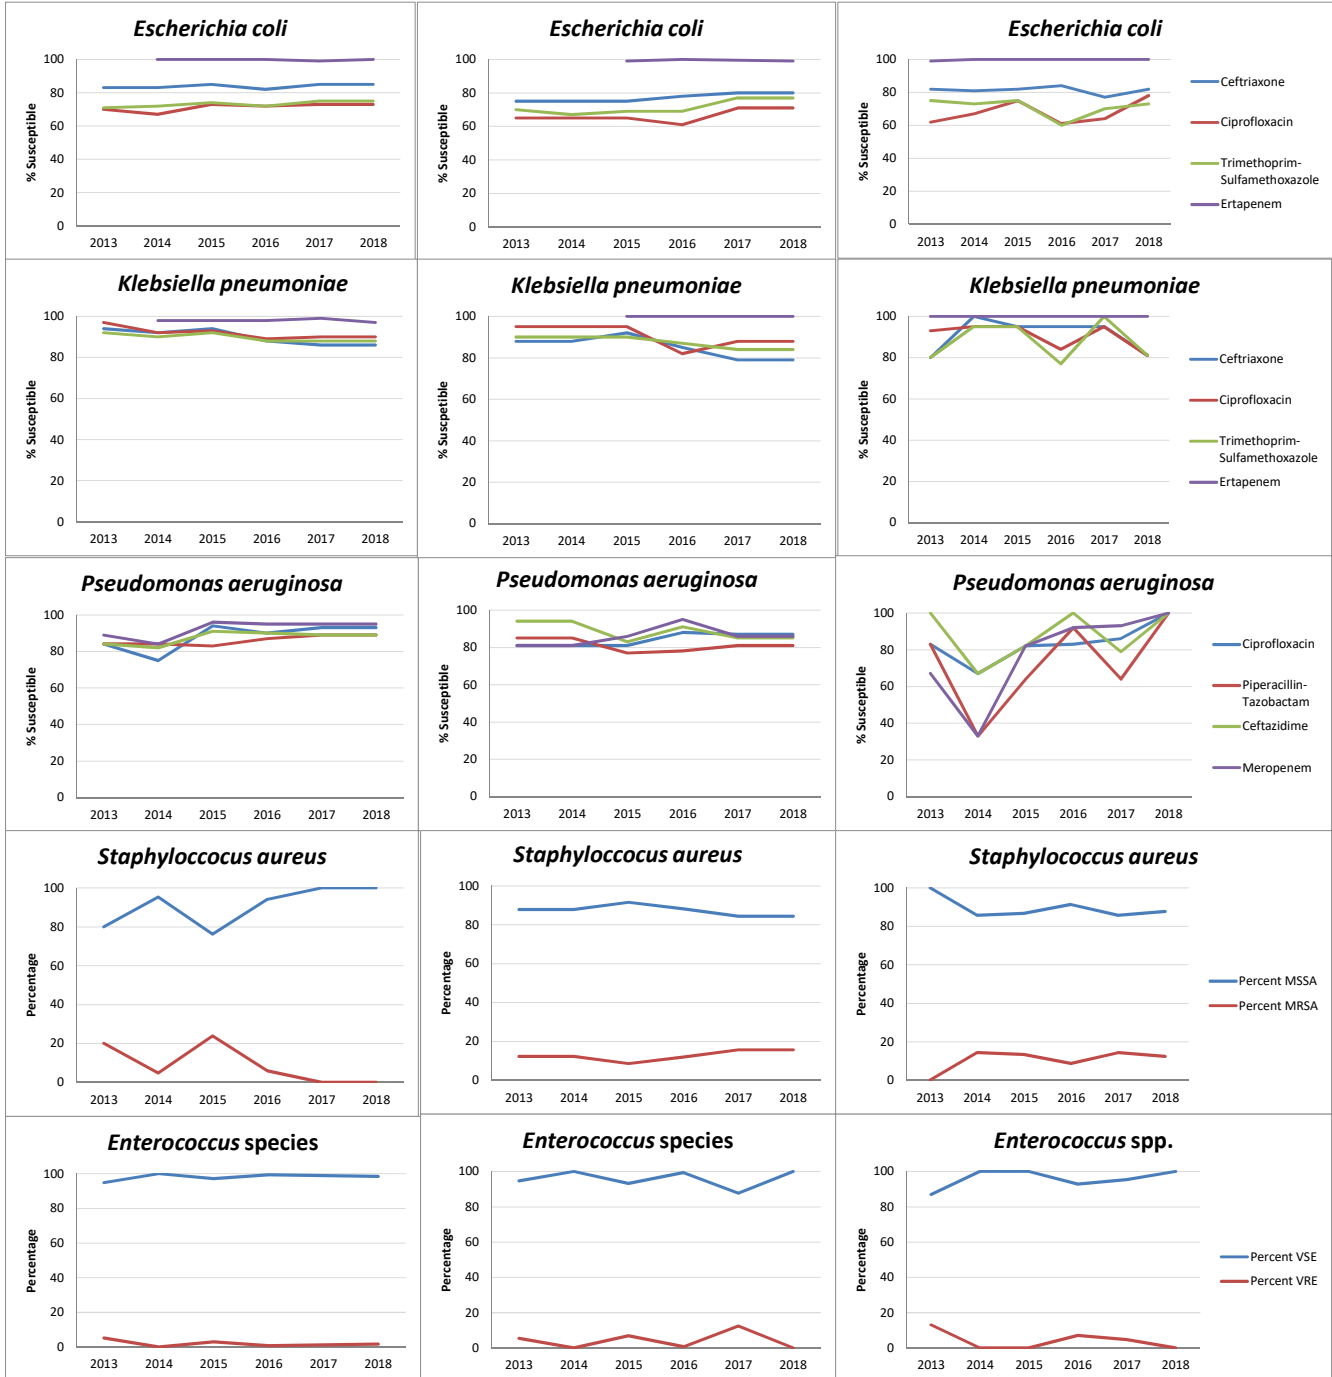 Escherichia coli
% Susceptible
100
80
60
40
20
0
2013 2014 2015 2016 2017 2018
Escherichia coli
% Susceptible
100
80
60
40
20
0
2013 2014 2015 2016 2017 2018
Escherichia coli
% Susceptible
100
80
60
40
20
0
2013 2014 2015 2016 2017 2018
Ceftriaxone
Ciprofloxacin
Trimethoprim-
Sulfamethoxazole
Ertapenem
Klebsiella pneumoniae
% Susceptible
100
80
60
40
20
0
2013 2014 2015 2016 2017 2018
Klebsiella pneumoniae
% Suscpetible
100
80
60
40
20
0
2013 2014 2015 2016 2017 2018
Klebsiella pneumoniae
% Susceptible
100
80
60
40
20
0
2013 2014 2015 2016 2017 2018
Ceftriaxone
Ciprofloxacin
Trimethoprim-
Sulfamethoxazole
Ertapenem
Pseudomonas aeruginosa
% Susceptible
100
80
60
40
20
0
2013 2014 2015 2016 2017 2018
Pseudomonas aeruginosa
% Susceptible
100
80
60
40
20
0
2013 2014 2015 2016 2017 2018
Pseudomonas aeruginosa
% Susceptible
100
80
60
40
20
0
2013 2014 2015 2016 2017 2018
Ciprofloxacin
Piperacillin-
Tazobactam
Ceftazidime
Meropenem
Staphyloccocus aureus
Percentage
100
80
60
40
20
0
2013 2014 2015 2016 2017 2018
Staphyloccocus aureus
Percentage
100
80
60
40
20
0
2013 2014 2015 2016 2017 2018
Staphylococcus aureus
Percentage
100
80
60
40
20
0
2013 2014 2015 2016 2017 2018
Percent MSSA
Percent MRSA
Enterococcus species
Percentage
100
80
60
40
20
0
2013 2014 2015 2016 2017 2018
Enterococcus species
Percentage
100
80
60
40
20
0
2013 2014 2015 2016 2017 2018
Enterococcus spp.
Percentage
100
80
60
40
20
0
2013 2014 2015 2016 2017 2018
Percent VSE
Percent VRE